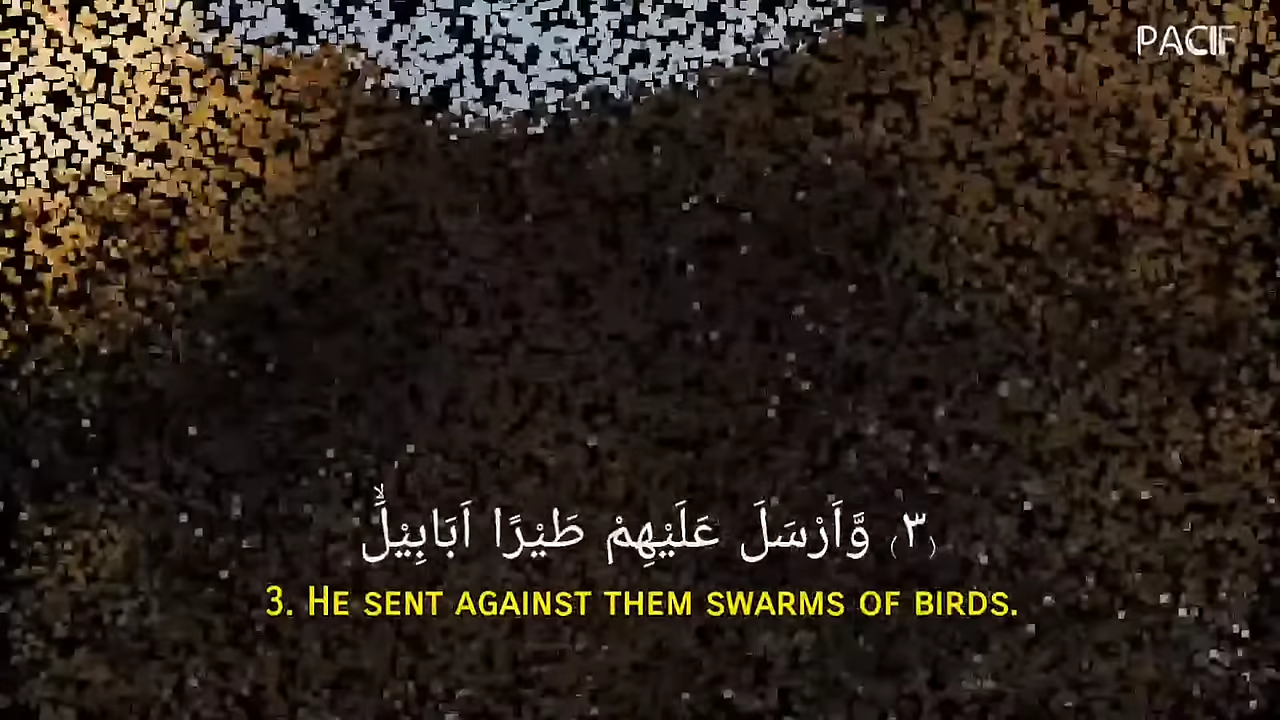 PACIF
(٣) وَّاَرْسَلَ عَلَيْهِمْ طَيْرًا اَبَابِيْلَۙ
3. HE SENT AGAINST THEM SWARMS OF BIRDS.